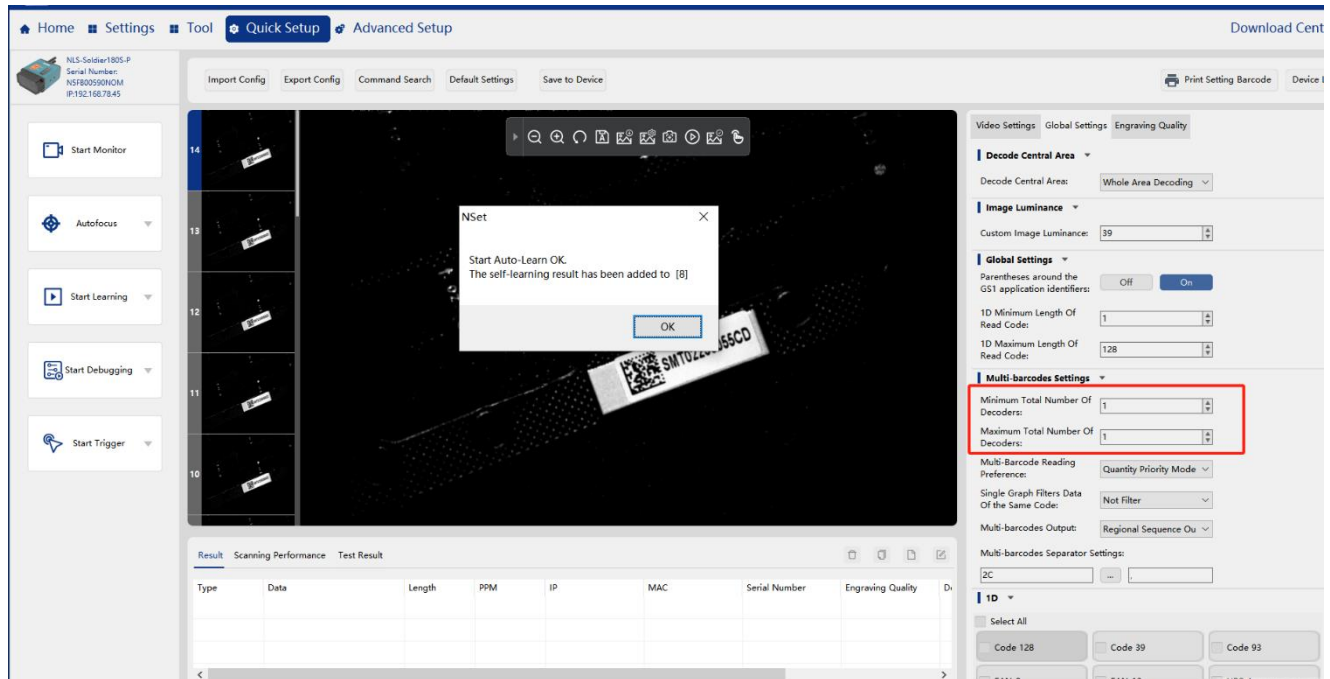 Home Settings Tool Quick Setup Advanced Setup Download Cent
NLS-Soldier180S-P
Serial Number:
NSFB00590NOM
IP:192.168.78.45
Import Config Export Config Command Search Default Settings Save to Device Print Setting Barcode Device
Start Monitor
Autofocus
Start Learning
Start Debugging
Start Trigger
14
13
12
11
10
NSet
Start Auto-Learn OK.
The self-learning result has been added to [8]
OK
Video Settings Global Settings Engraving Quality
Decode Central Area
Decode Central Area: Whole Area Decoding
Image Luminance
Custom Image Luminance: 39
Global Settings
Parentheses around the
GS1 application identifiers: Off On
1D Minimum Length Of
Read Code: 1
1D Maximum Length Of
Read Code: 128
Multi-barcodes Settings
Minimum Total Number Of
Decoders: 1
Maximum Total Number Of
Decoders: 1
Multi-Barcode Reading
Preference: Quantity Priority Mode
Single Graph Filters Data
Of the Same Code: Not Filter
Multi-barcodes Output: Regional Sequence Ou
Multi-barcodes Separator Settings:
2C ... ,
1D
Select All
Code 128 Code 39 Code 93
Result Scanning Performance Test Result
Type Data Length PPM IP MAC Serial Number Engraving Quality